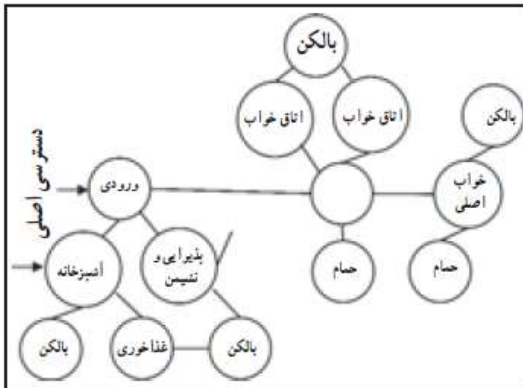 بالکن
اتاق خواب
اتاق خواب
بالکن
دسترسی اصلی
ورودی
خواب
اصلی
آشپزخانه
پذیرایی و
نشیمن
حمام
حمام
بالکن
غذاخوری
بالکن